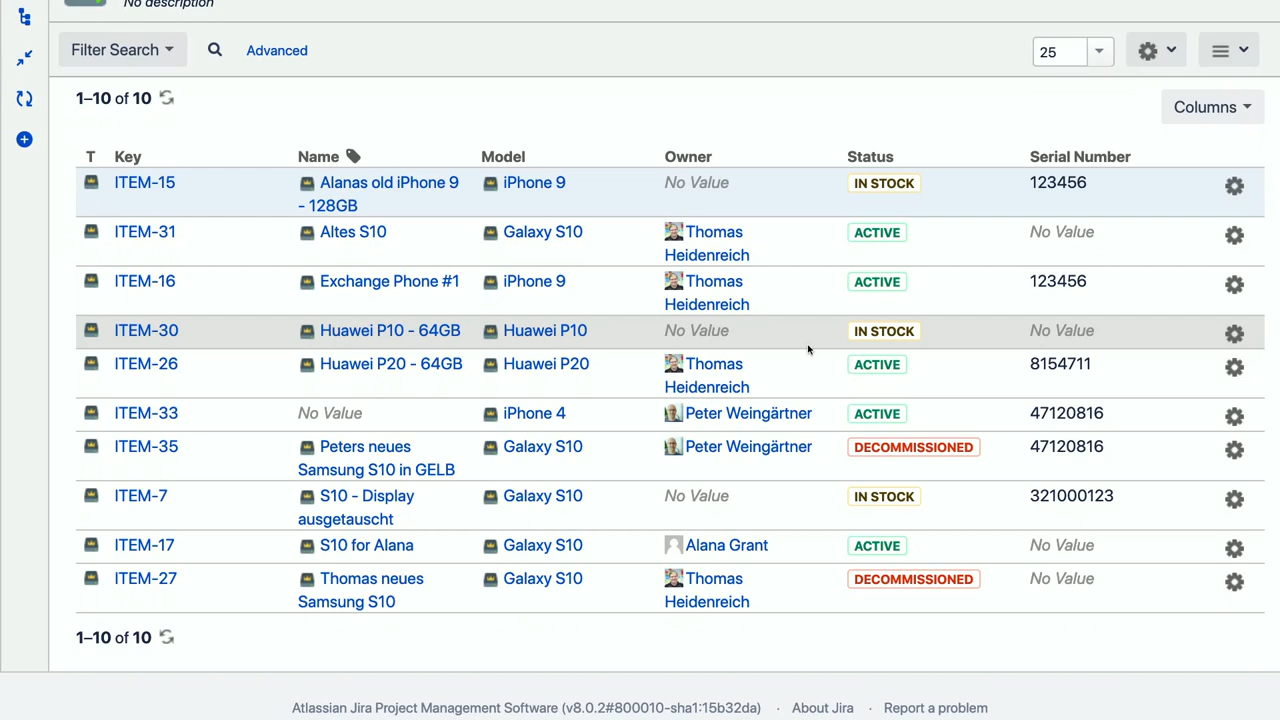 No description
Filter Search
Advanced
25
1–10 of 10
Columns
T Key Name Model Owner Status Serial Number
ITEM-15 Alanas old iPhone 9 iPhone 9 No Value IN STOCK 123456
- 128GB
ITEM-31 Altes S10 Galaxy S10 Thomas ACTIVE No Value
Heidenreich
ITEM-16 Exchange Phone #1 iPhone 9 Thomas ACTIVE 123456
Heidenreich
ITEM-30 Huawei P10 - 64GB Huawei P10 No Value IN STOCK No Value
ITEM-26 Huawei P20 - 64GB Huawei P20 Thomas ACTIVE 8154711
Heidenreich
ITEM-33 No Value iPhone 4 Peter Weingärtner ACTIVE 47120816
ITEM-35 Peters neues Galaxy S10 Peter Weingärtner DECOMMISSIONED 47120816
Samsung S10 in GELB
ITEM-7 S10 - Display Galaxy S10 No Value IN STOCK 321000123
ausgetauscht
ITEM-17 S10 for Alana Galaxy S10 Alana Grant ACTIVE No Value
ITEM-27 Thomas neues Galaxy S10 Thomas DECOMMISSIONED No Value
Samsung S10 Heidenreich
1–10 of 10
Atlassian Jira Project Management Software (v8.0.2#800010-sha1:15b32da) · About Jira · Report a problem